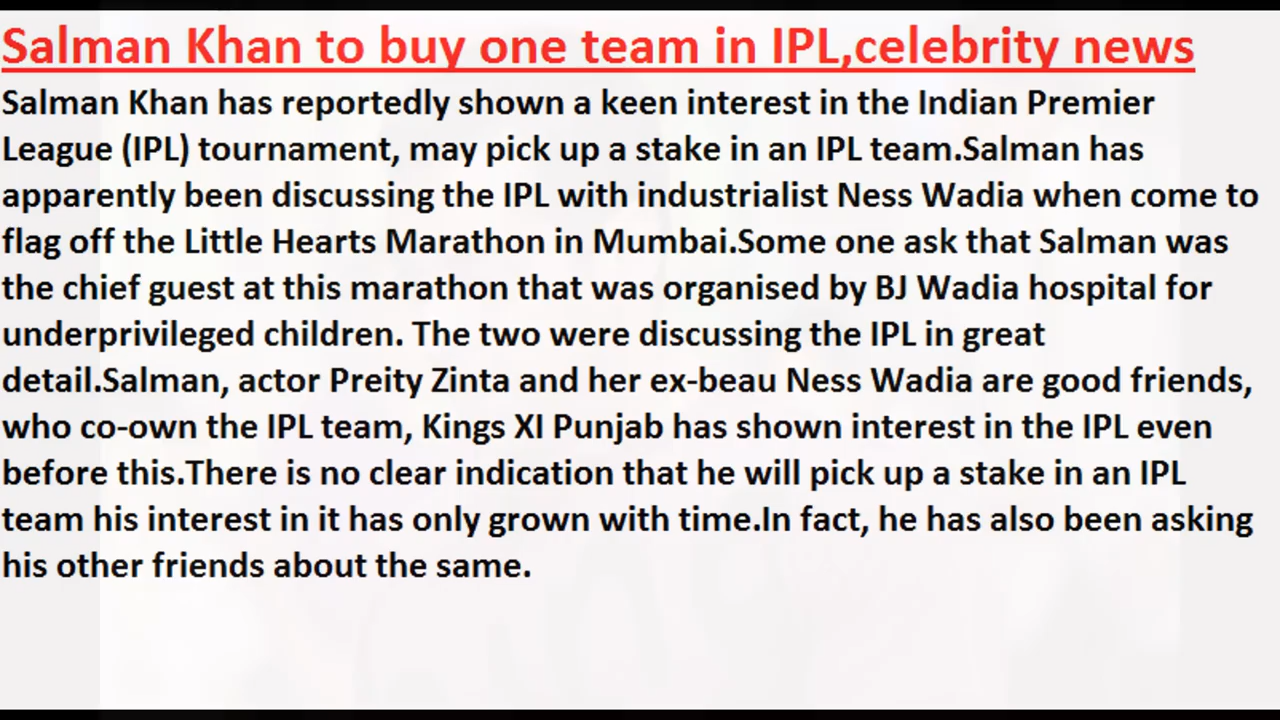 Salman Khan to buy one team in IPL,celebrity news
Salman Khan has reportedly shown a keen interest in the Indian Premier
League (IPL) tournament, may pick up a stake in an IPL team.Salman has
apparently been discussing the IPL with industrialist Ness Wadia when come to
flag off the Little Hearts Marathon in Mumbai.Some one ask that Salman was
the chief guest at this marathon that was organised by BJ Wadia hospital for
underprivileged children. The two were discussing the IPL in great
detail.Salman, actor Preity Zinta and her ex-beau Ness Wadia are good friends,
who co-own the IPL team, Kings XI Punjab has shown interest in the IPL even
before this.There is no clear indication that he will pick up a stake in an IPL
team his interest in it has only grown with time.In fact, he has also been asking
his other friends about the same.